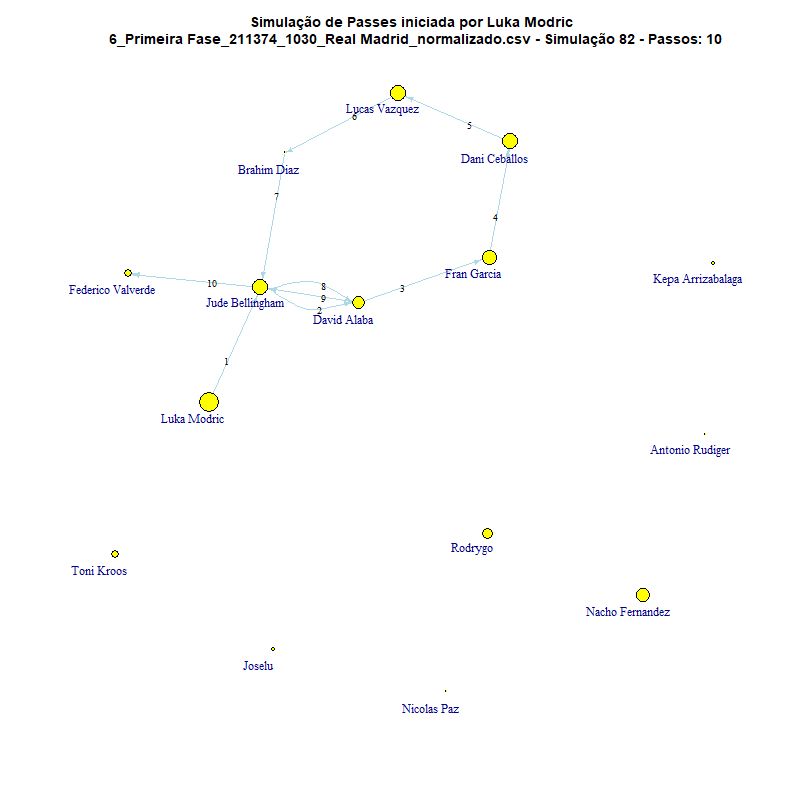 Simulação de Passes iniciada por Luka Modric
6_Primeira Fase_211374_1030_Real Madrid_normalizado.csv - Simulação 82 - Passos: 10
Lucas Vazquez
6
5
Dani Ceballos
Brahim Diaz
7
4
Fran Garcia
Kepa Arrizabalaga
Federico Valverde
10
8
3
Jude Bellingham
9
2
David Alaba
1
Luka Modric
Antonio Rudiger
Rodrygo
Toni Kroos
Nacho Fernandez
Joselu
Nicolas Paz